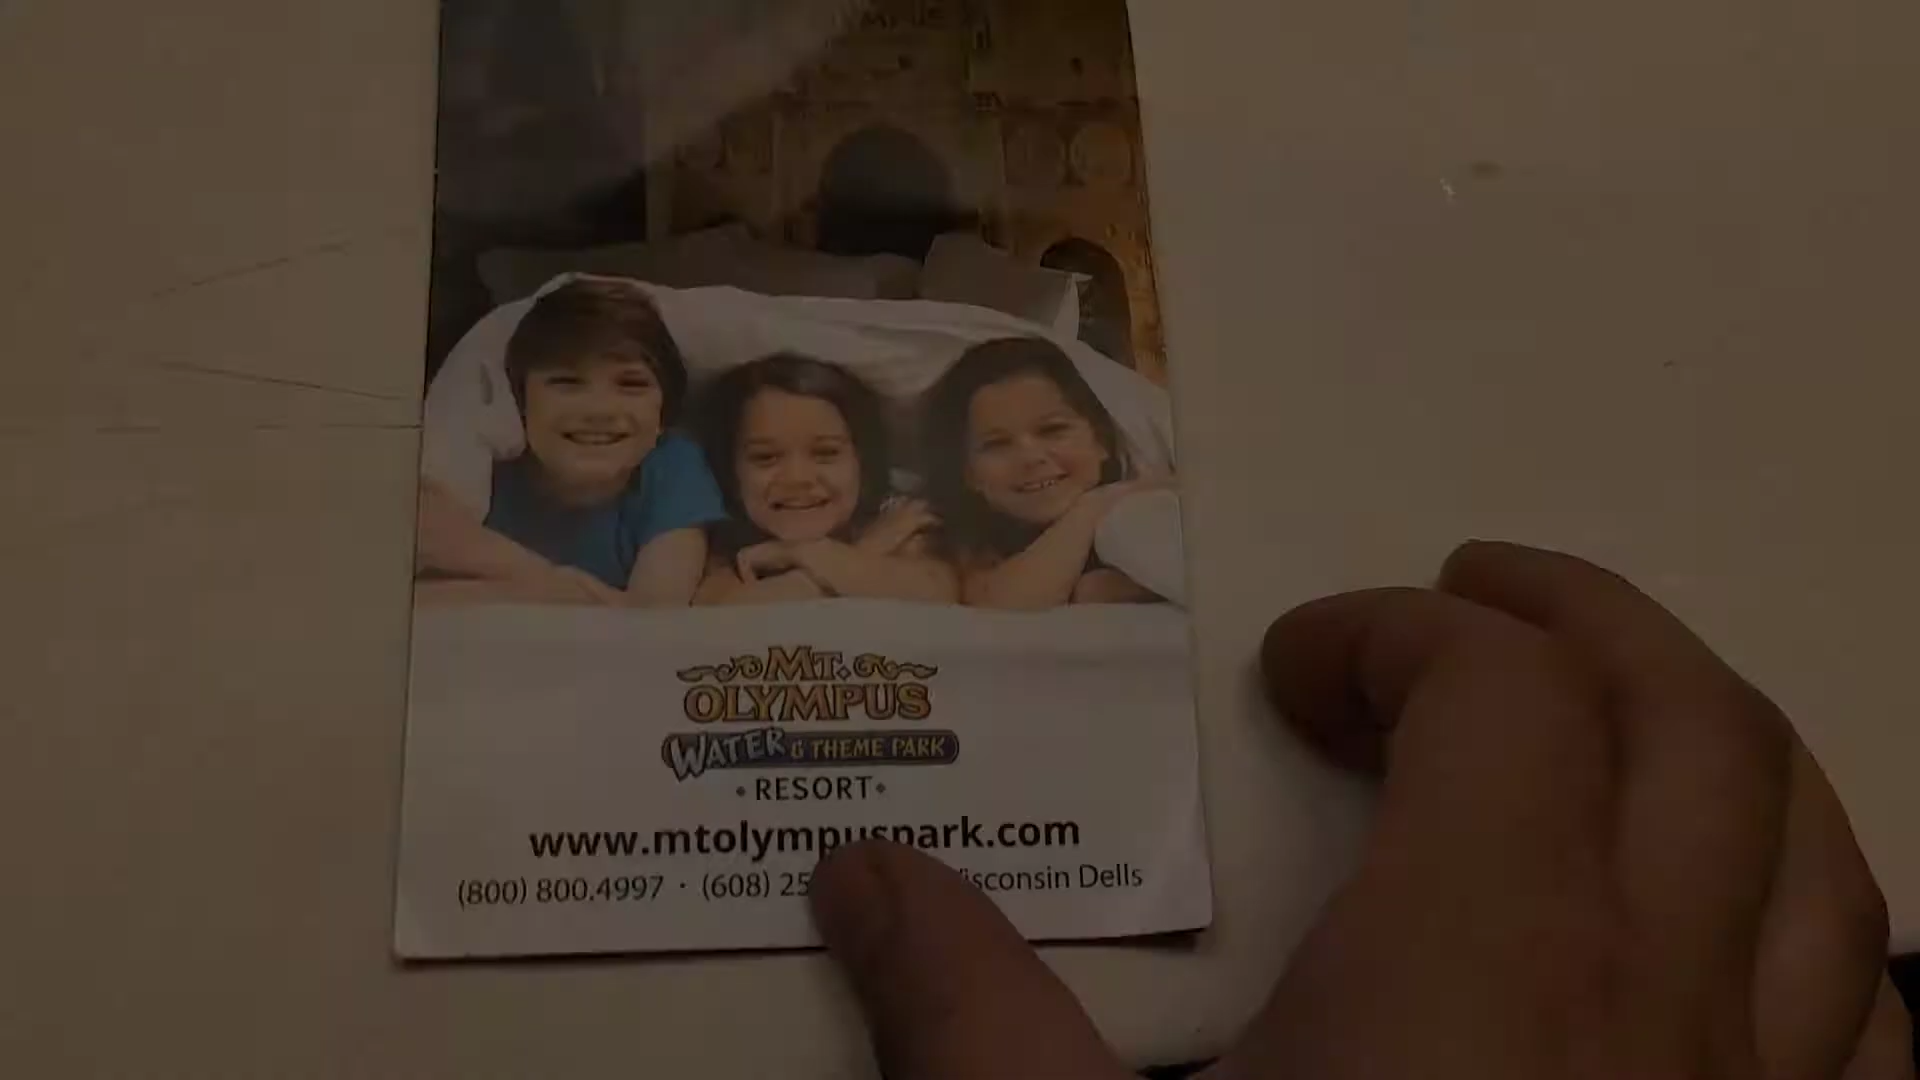 MT.
OLYMPUS
WATER & THEME PARK
• RESORT •
www.mtolympuspark.com
(800) 800.4997 · (608) 25 isconsin Dells